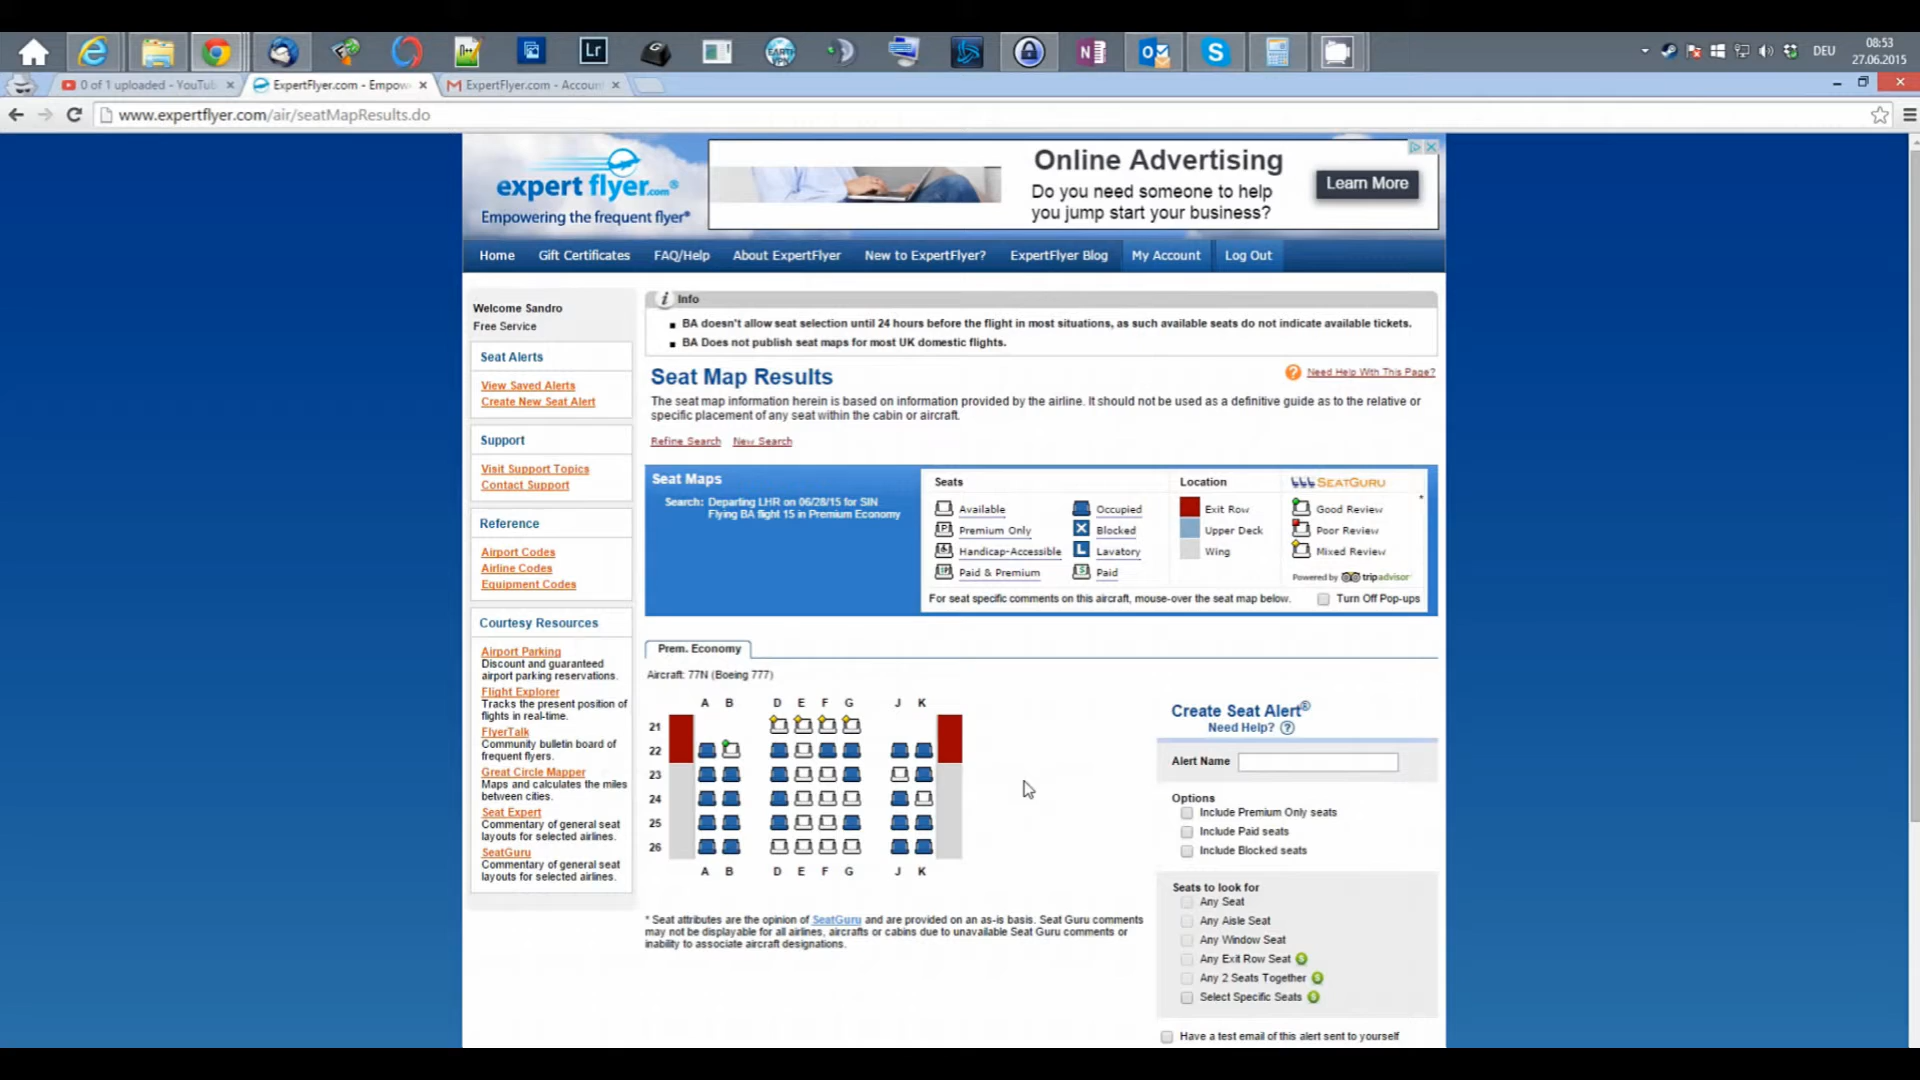 DEU
08:53
27.06.2015
0 of 1 uploaded - YouTub
ExpertFlyer.com - Empow
ExpertFlyer.com - Accoun
www.expertflyer.com/air/seatMapResults.do
expert flyer.com®
Empowering the frequent flyer®
Online Advertising
Do you need someone to help
you jump start your business?
Learn More
Home
Gift Certificates
FAQ/Help
About ExpertFlyer
New to ExpertFlyer?
ExpertFlyer Blog
My Account
Log Out
Welcome Sandro
Free Service
Seat Alerts
View Saved Alerts
Create New Seat Alert
Support
Visit Support Topics
Contact Support
Reference
Airport Codes
Airline Codes
Equipment Codes
Courtesy Resources
Airport Parking
Discount and guaranteed
airport parking reservations.
Flight Explorer
Tracks the present position of
flights in real-time.
FlyerTalk
Community bulletin board of
frequent flyers.
Great Circle Mapper
Maps and calculates the miles
between cities.
Seat Expert
Commentary of general seat
layouts for selected airlines.
SeatGuru
Commentary of general seat
layouts for selected airlines.
i Info
BA doesn't allow seat selection until 24 hours before the flight in most situations, as such available seats do not indicate available tickets.
BA Does not publish seat maps for most UK domestic flights.
Seat Map Results
Need Help With This Page?
The seat map information herein is based on information provided by the airline. It should not be used as a definitive guide as to the relative or
specific placement of any seat within the cabin or aircraft.
Refine Search New Search
Seat Maps
Search: Departing LHR on 06/28/15 for SIN
Flying BA flight 15 in Premium Economy
Seats
Available
Premium Only
Handicap-Accessible
Paid & Premium
Occupied
Blocked
Lavatory
Paid
Location
Exit Row
Upper Deck
Wing
SEATGURU
Good Review
Poor Review
Mixed Review
Powered by tripadvisor
For seat specific comments on this aircraft, mouse-over the seat map below.
Turn Off Pop-ups
Prem. Economy
Aircraft: 77N (Boeing 777)
A B D E F G J K
21
22
23
24
25
26
A B D E F G J K
* Seat attributes are the opinion of SeatGuru and are provided on an as-is basis. Seat Guru comments
may not be displayable for all airlines, aircrafts or cabins due to unavailable Seat Guru comments or
inability to associate aircraft designations.
Create Seat Alert®
Need Help? ?
Alert Name
Options
Include Premium Only seats
Include Paid seats
Include Blocked seats
Seats to look for
Any Seat
Any Aisle Seat
Any Window Seat
Any Exit Row Seat
Any 2 Seats Together
Select Specific Seats
Have a test email of this alert sent to yourself